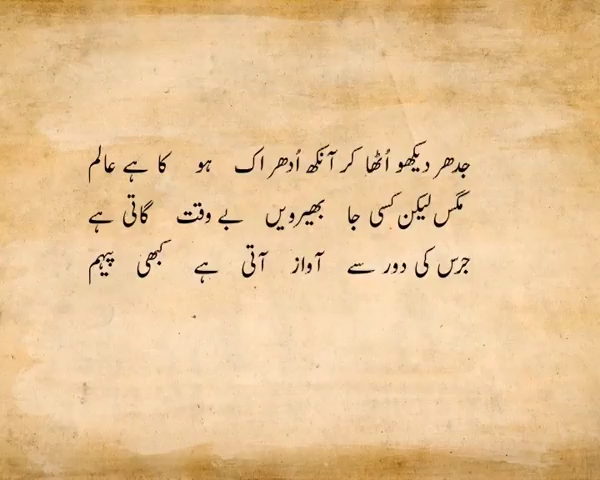 جدھر دیکھو اُٹھا کر آنکھ اُدھر اک ہو کا ہے عالم
مگس لیکن کسی جا بھیرویں بے وقت گاتی ہے
جرس کی دور سے آواز آتی ہے کبھی پیہم